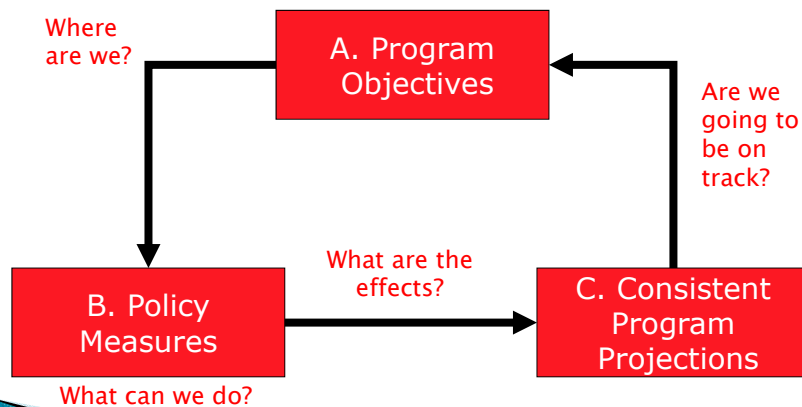 Where
are we?
A. Program
Objectives
Are we
going to
be on
track?
What are the
effects?
B. Policy
Measures
C. Consistent
Program
Projections
What can we do?